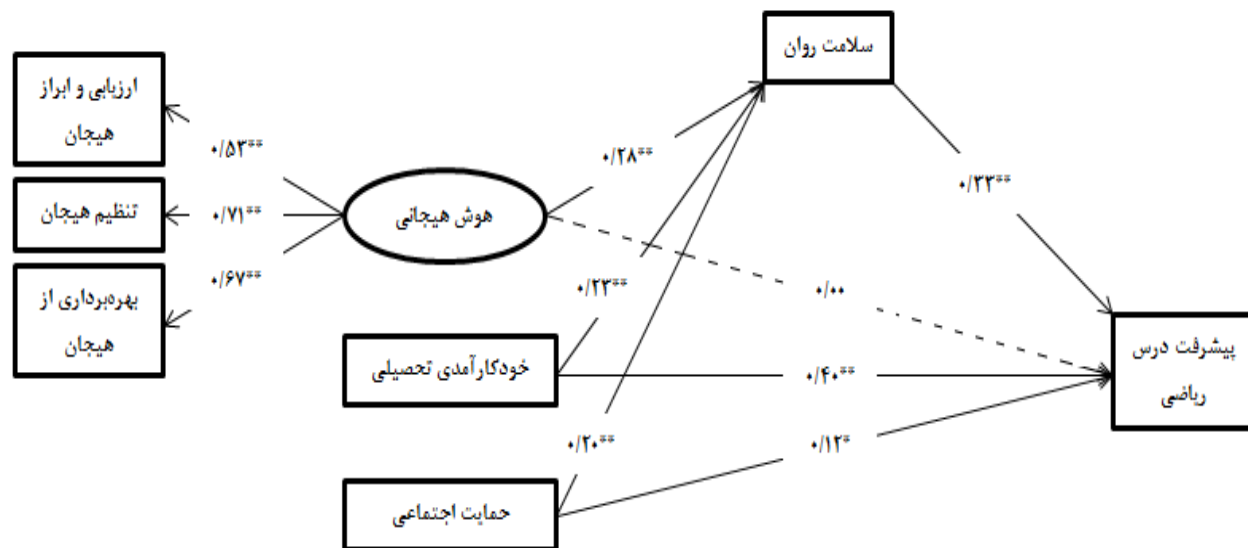 سلامت روان
ارزیابی و ابراز
هیجان
۰/۵۳**
۰/۲۸**
۰/۳۳**
تنظیم هیجان
۰/۷۱**
هوش هیجانی
۰/۶۷**
بهره‌برداری از
هیجان
۰/۲۳**
۰/۰۰
خودکارآمدی تحصیلی
۰/۴۰**
پیشرفت درس
ریاضی
۰/۲۰**
۰/۱۲*
حمایت اجتماعی